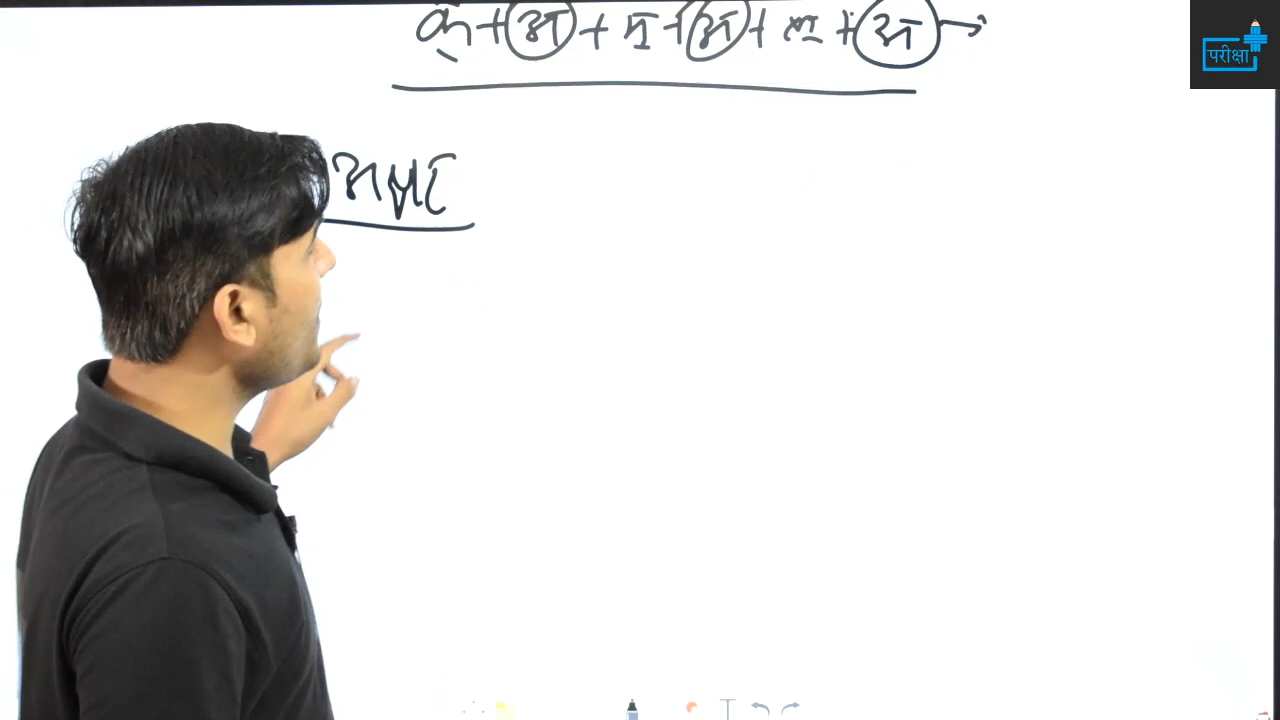 क् + अ + म् + अ + ल् + अ →
परीक्षा
अक्षर